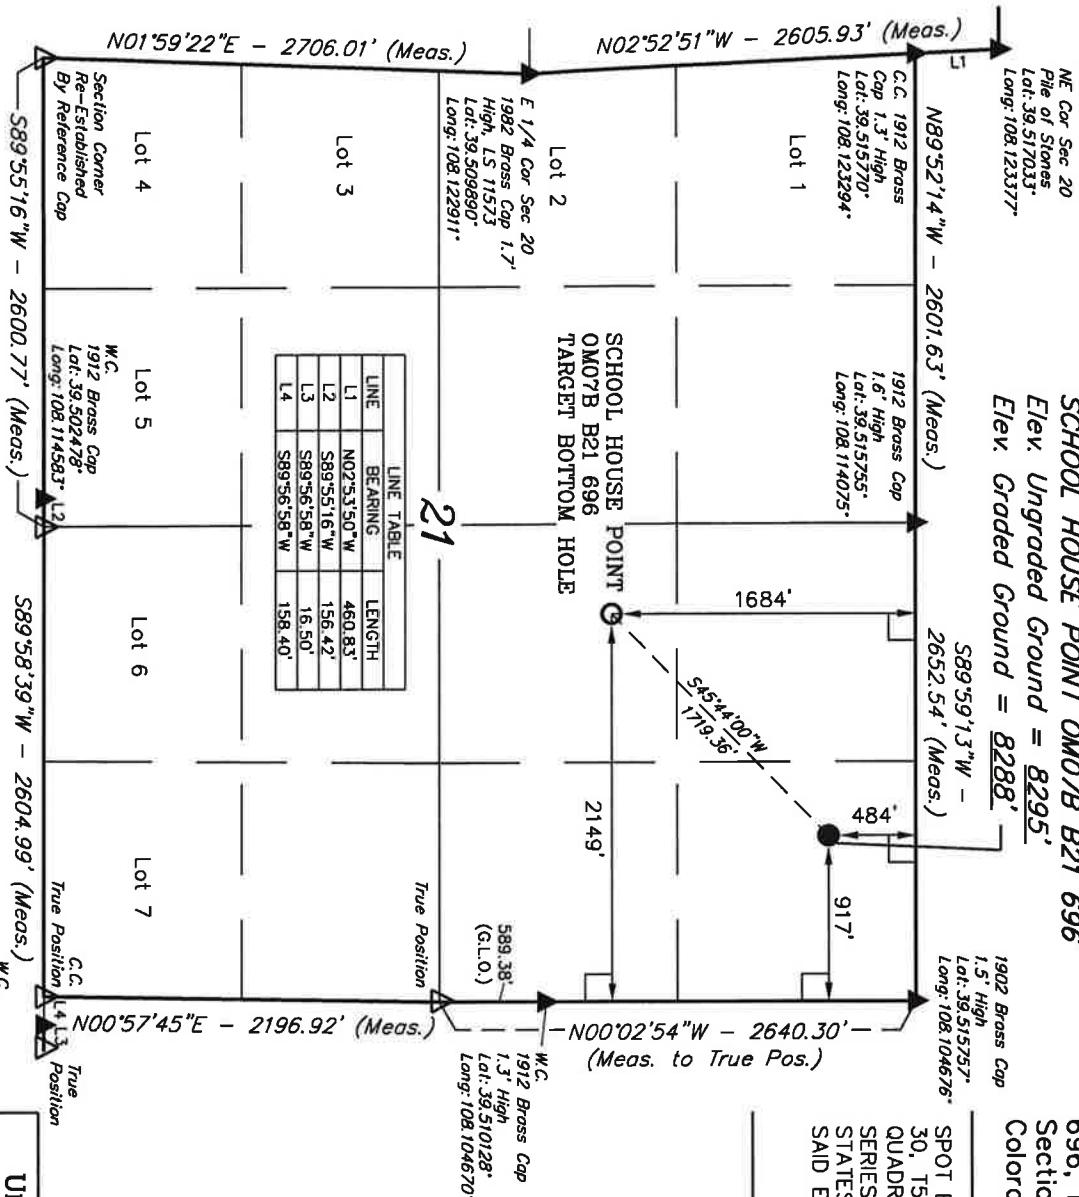 SCHOOL HOUSE POINT OM07B B21 696
Elev. Ungraded Ground = 8295'
Elev. Graded Ground = 8288'
NE Cor Sec 20
Pile of Stones
Lat: 39.517033°
Long: 108.123377°
L1
N02°52'51"W - 2605.93' (Meas.)
N01°59'22"E - 2706.01' (Meas.)
C.C. 1912 Brass
Cap 1.3' High
Lat: 39.515770°
Long: 108.123294°
N89°52'14"W - 2601.63' (Meas.)
1912 Brass Cap
1.6' High
Lat: 39.515755°
Long: 108.114075°
S89°59'13"W -
2652.54' (Meas.)
1902 Brass Cap
1.5' High
Lat: 39.515757°
Long: 108.104676°
696,
Sectio
Colora
SPOT
30, T5
QUADR
SERIES
STATES
SAID E
Lot 1
Lot 2
E 1/4 Cor Sec 20
1982 Brass Cap 1.7'
High, LS 11573
Lat: 39.509890°
Long: 108.122911°
SCHOOL HOUSE POINT
OM07B B21 696
TARGET BOTTOM HOLE
1684'
484'
917'
2149'
S45°44'00"W
1719.36'
21
N00°02'54"W - 2640.30'
(Meas. to True Pos.)
W.C.
1912 Brass Cap
1.3' High
Lat: 39.510128°
Long: 108.104670°
589.38'
(G.L.O.)
True Position
LINE TABLE
LINE BEARING LENGTH
L1 N02°53'50"W 460.83'
L2 S89°55'16"W 156.42'
L3 S89°56'58"W 16.50'
L4 S89°56'58"W 158.40'
Lot 3
Lot 4
Lot 5
Lot 6
Lot 7
Section Corner
Re-Established
By Reference Cap
W.C.
1912 Brass Cap
Lat: 39.502478°
Long: 108.114583°
L2
C.C.
True Position
L4
L3
True
Position
N00°57'45"E - 2196.92' (Meas.)
S89°55'16"W - 2600.77' (Meas.)
S89°58'39"W - 2604.99' (Meas.)
W.C.